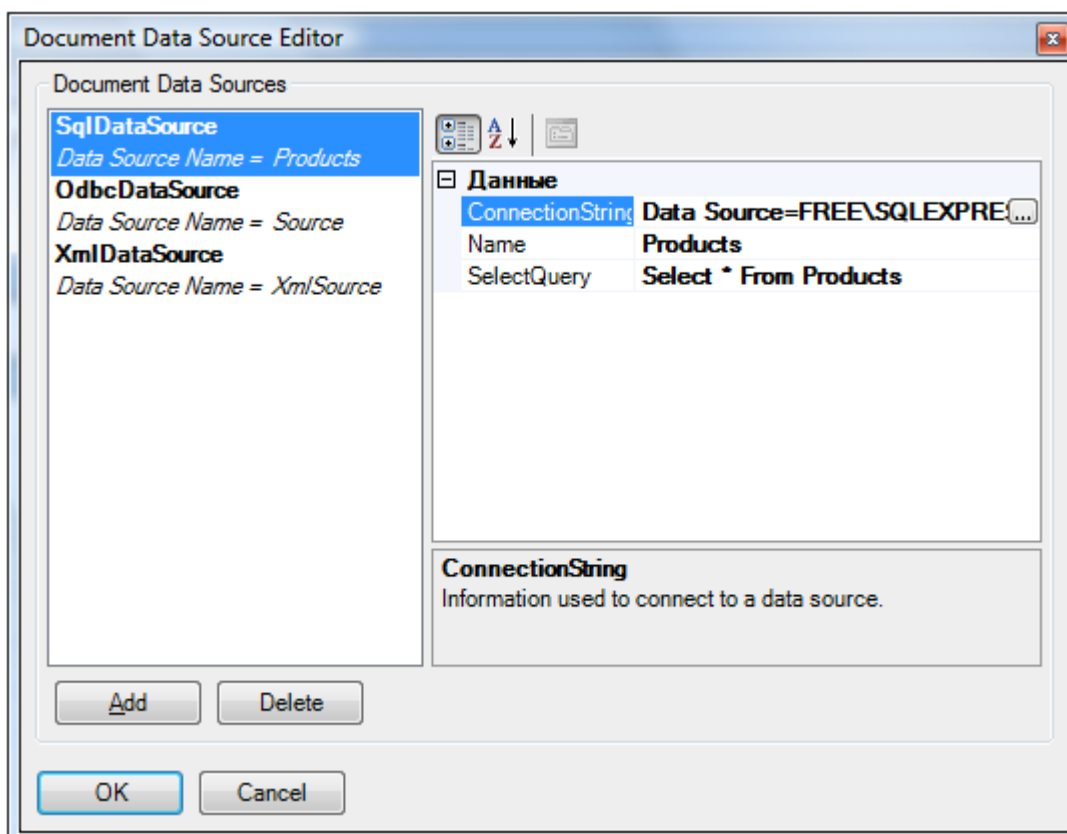 Document Data Source Editor
Document Data Sources
SqlDataSource
Data Source Name = Products
OdbcDataSource
Data Source Name = Source
XmlDataSource
Data Source Name = XmlSource
Данные
ConnectionString Data Source=FREE\SQLEXPRES ...
Name Products
SelectQuery Select * From Products
ConnectionString
Information used to connect to a data source.
Add Delete
OK Cancel